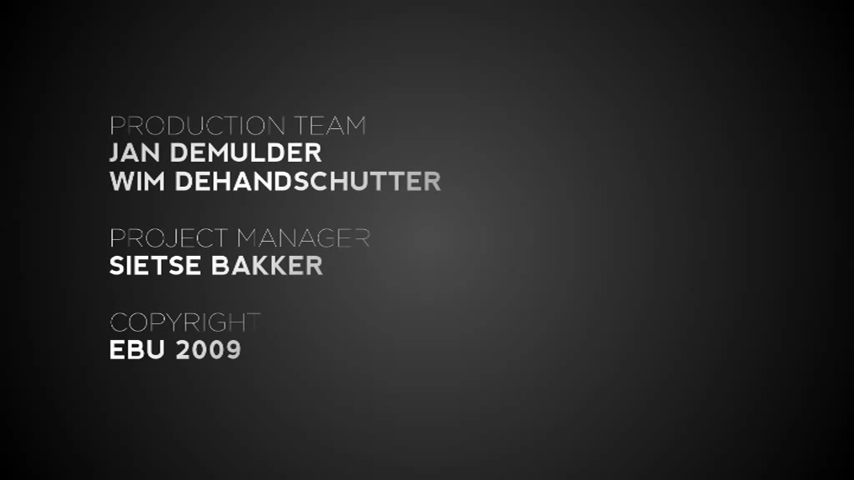 PRODUCTION TEAM
JAN DEMULDER
WIM DEHANDSCHUTTER
PROJECT MANAGER
SIETSE BAKKER
COPYRIGHT
EBU 2009